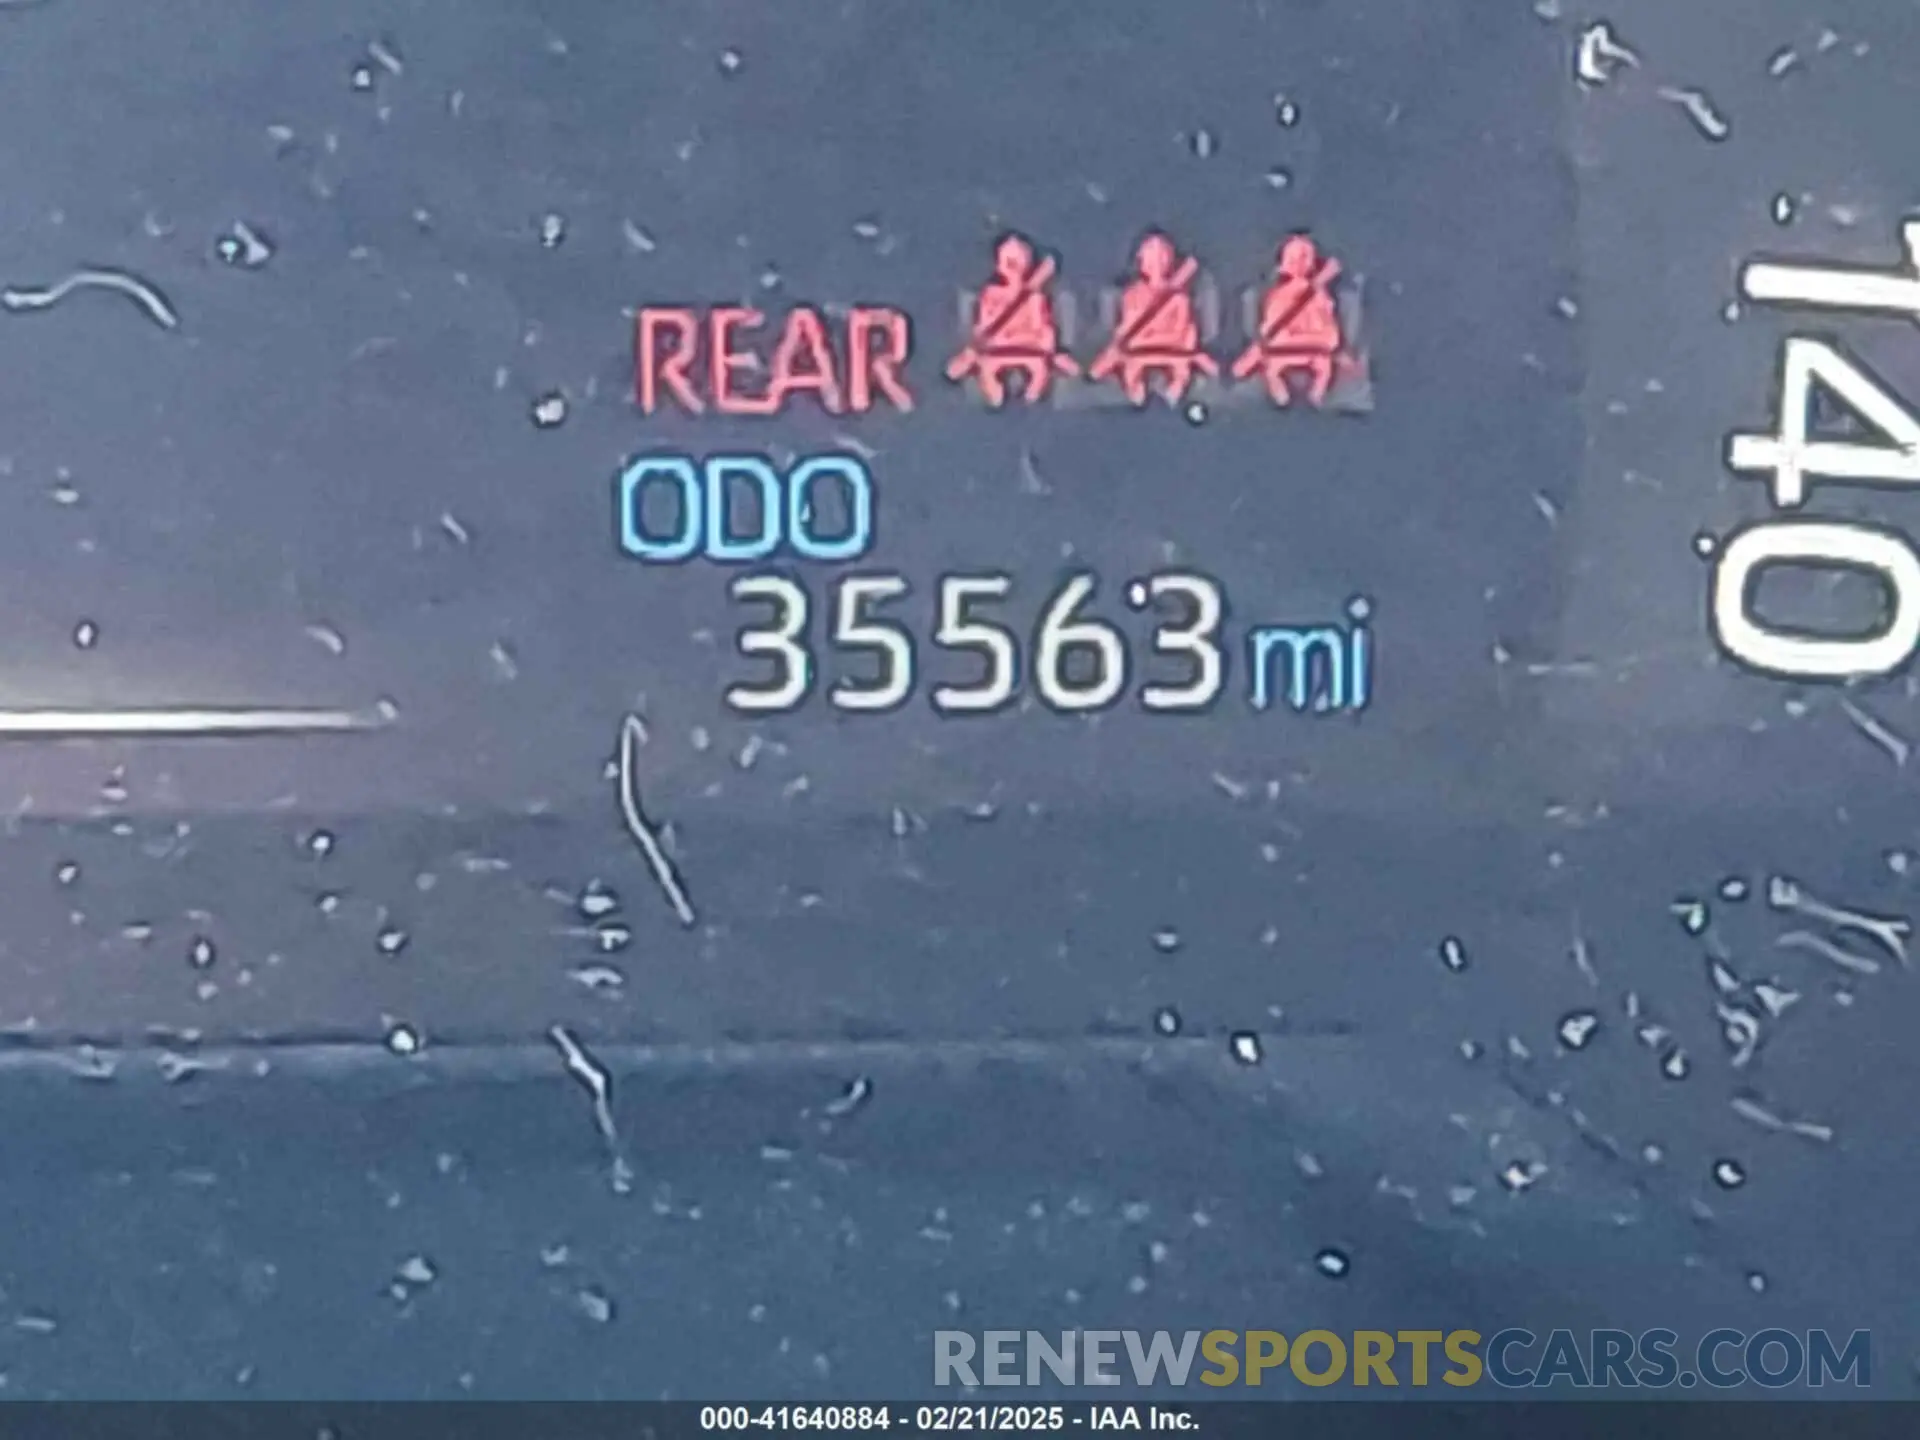 REAR
ODO
35563 mi
140
RENEWSPORTSCARS.COM
000-41640884 - 02/21/2025 - IAA Inc.